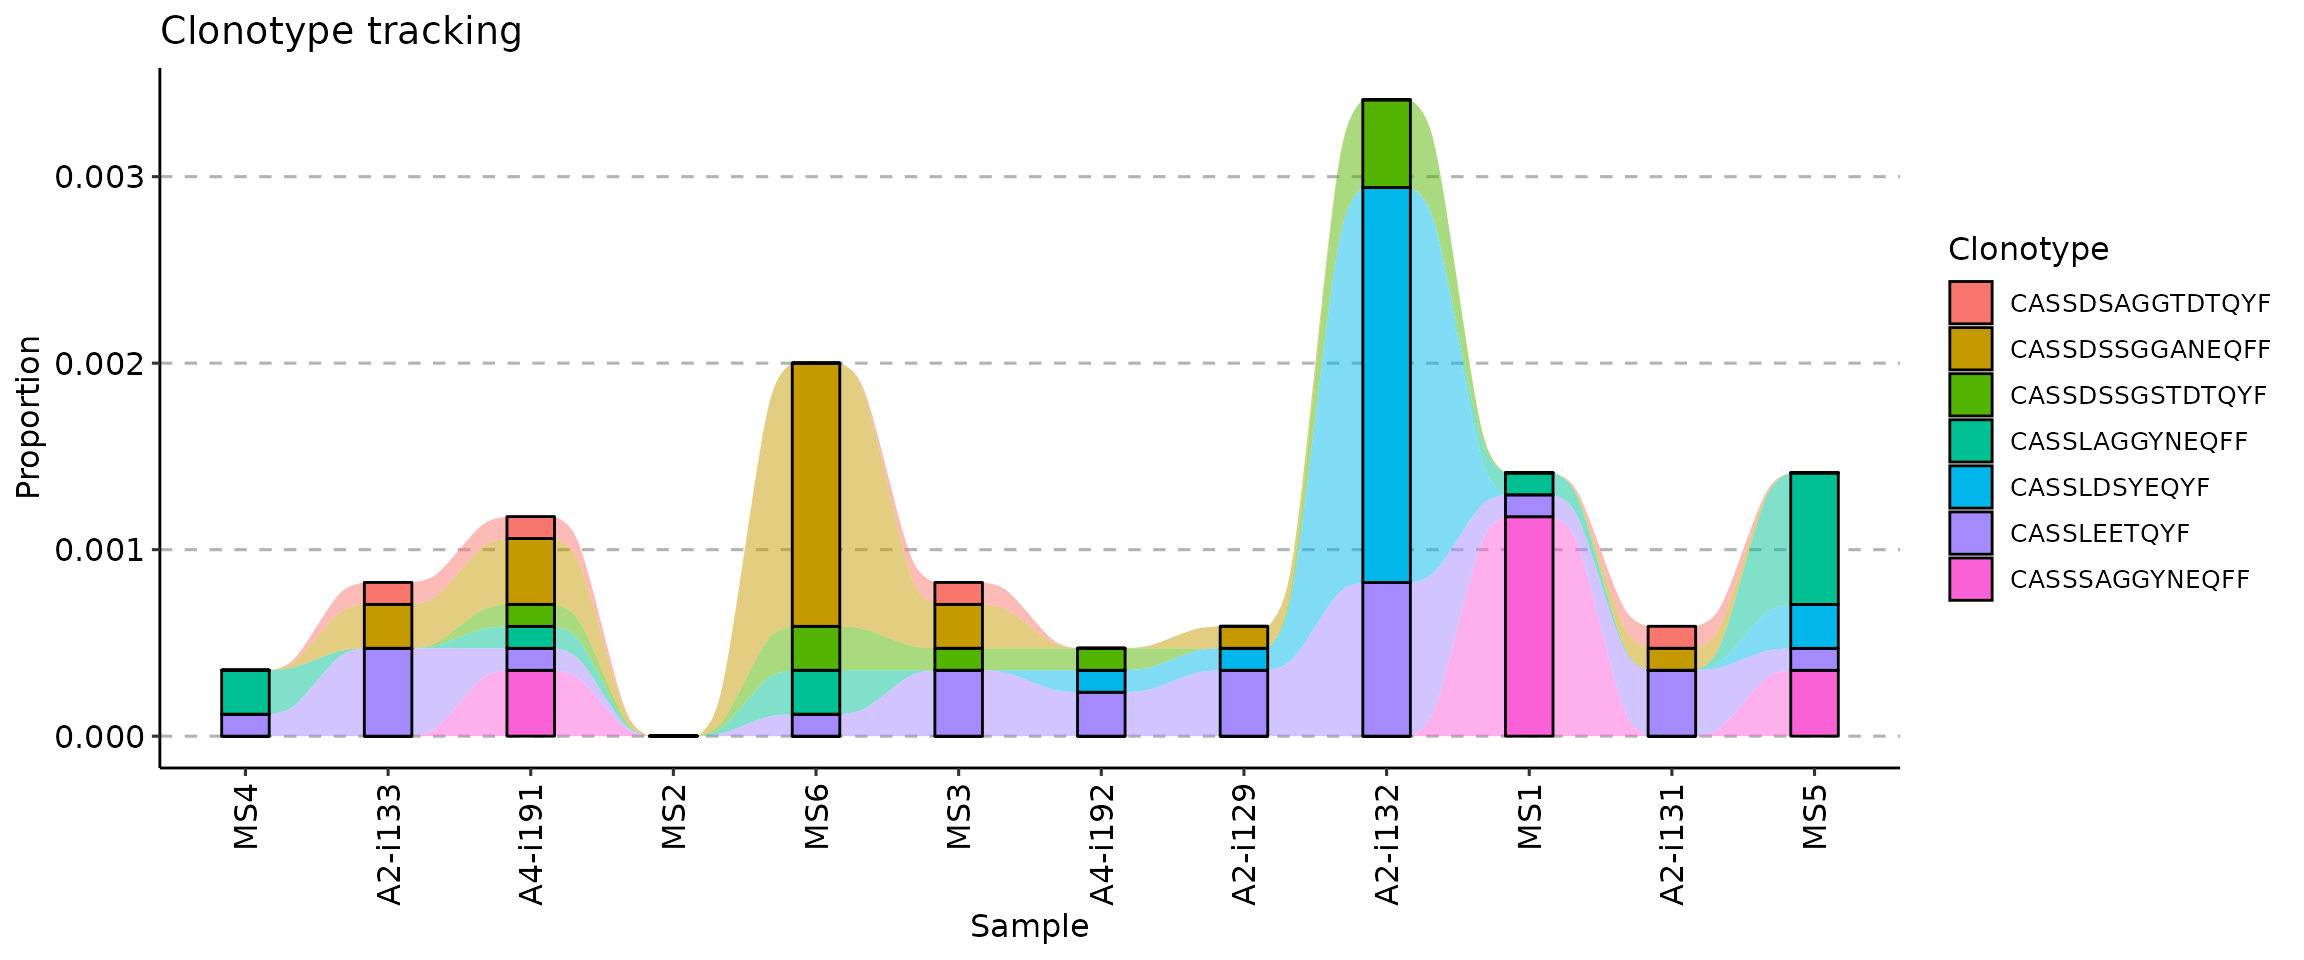 Clonotype tracking
Proportion
0.003
0.002
0.001
0.000
MS4
A2-i133
A4-i191
MS2
MS6
MS3
A4-i192
A2-i129
A2-i132
MS1
A2-i131
MS5
Sample
Clonotype
CASSDSAGGTDTQYF
CASSDSSGGANEQFF
CASSDSSGSTDTQYF
CASSLAGGYNEQFF
CASSLDSYEQYF
CASSLEETQYF
CASSSAGGYNEQFF